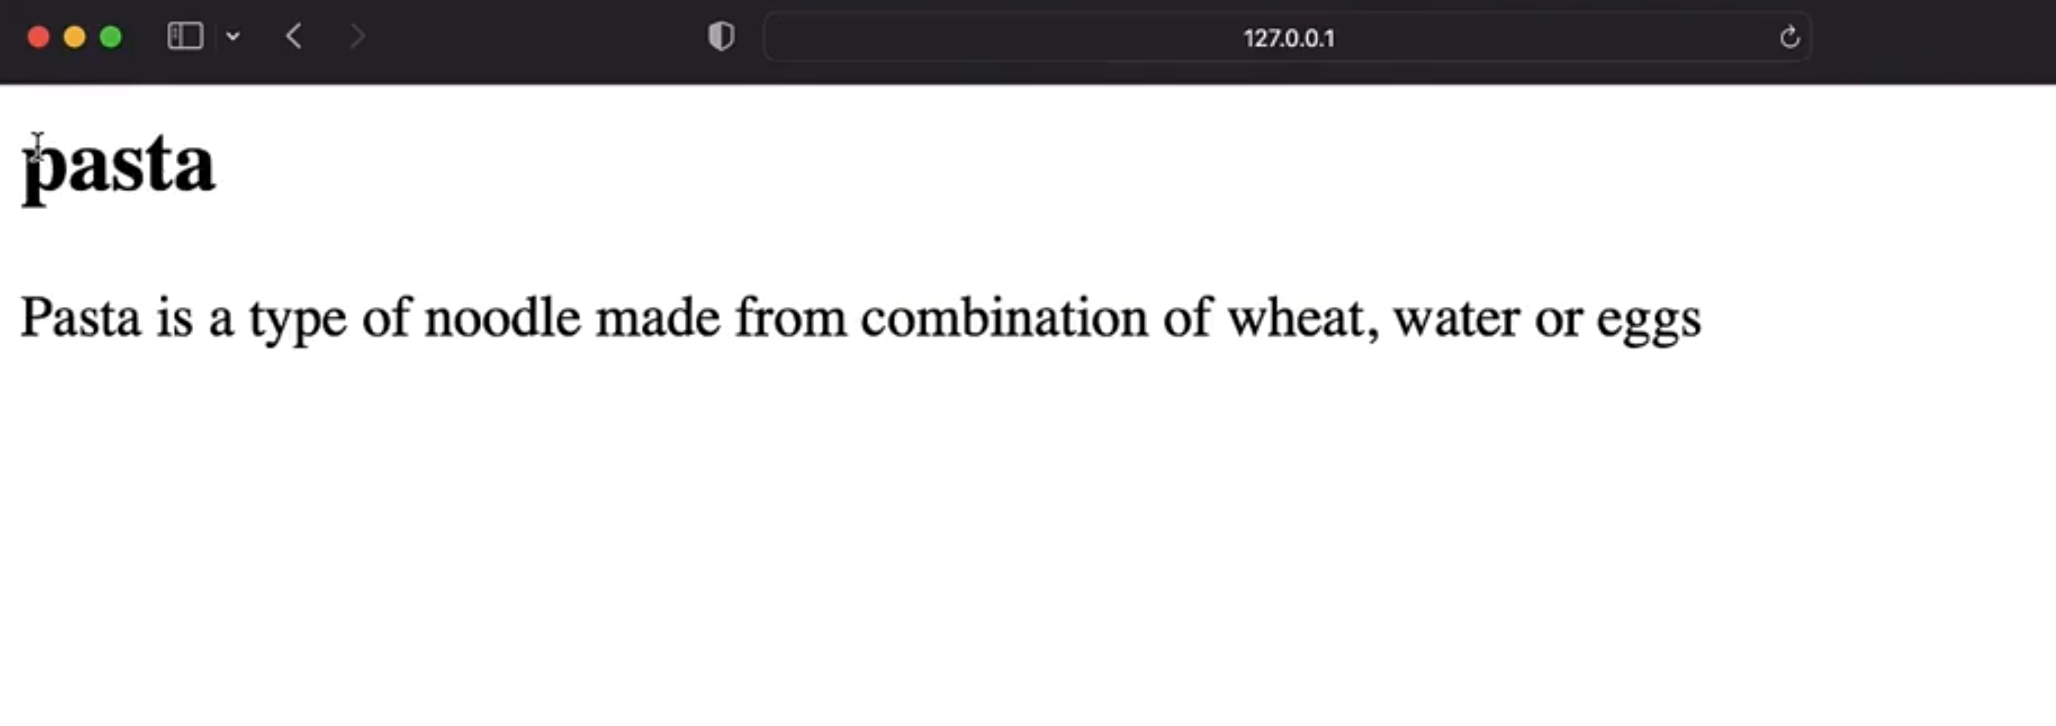 127.0.0.1
pasta
Pasta is a type of noodle made from combination of wheat, water or eggs